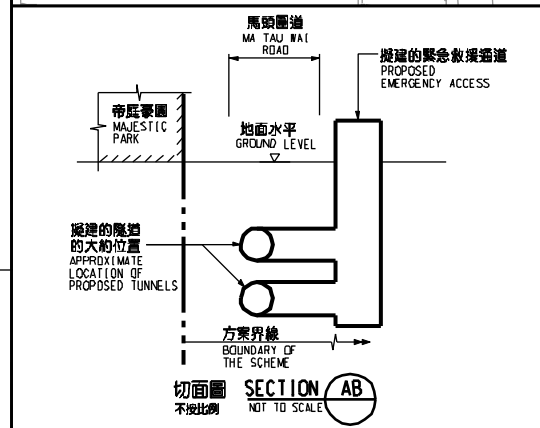 馬頭圍道
MA TAU WAI
ROAD
擬建的緊急救援通道
PROPOSED
EMERGENCY ACCESS
帝庭豪園
MAJESTIC
PARK
地面水平
GROUND LEVEL
擬建的隧道
的大約位置
APPROXIMATE
LOCATION OF
PROPOSED TUNNELS
方案界線
BOUNDARY OF
THE SCHEME
切面圖 SECTION AB
不按比例 NOT TO SCALE